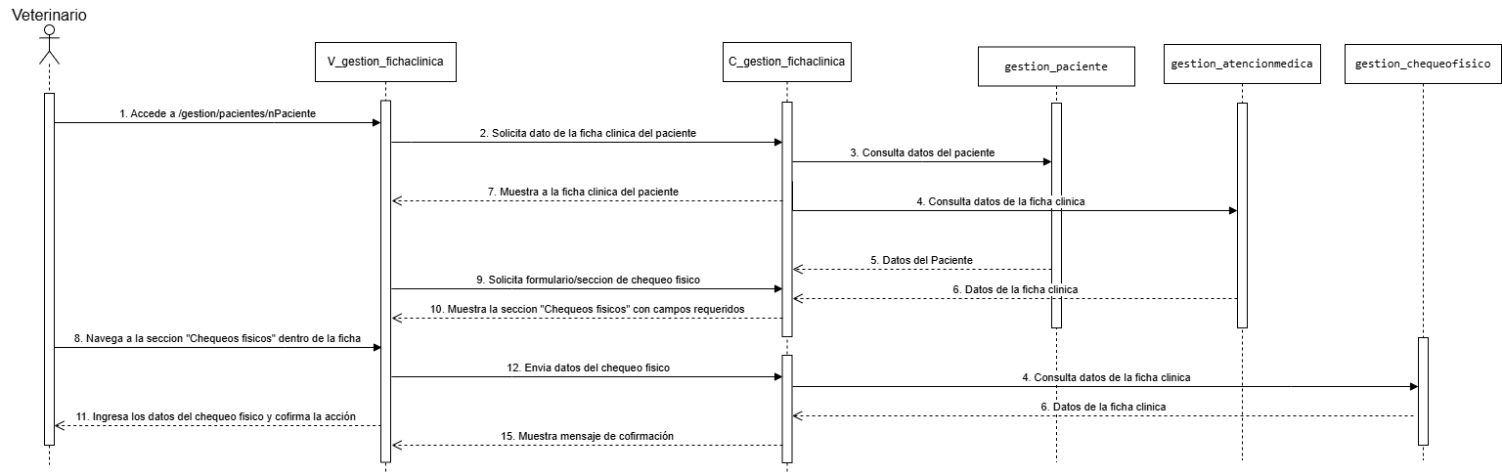 Veterinario
V_gestion_fichaclinica
C_gestion_fichaclinica
gestion_paciente
gestion_atencionmedica
gestion_chequeofisico
1. Accede a /gestion/pacientes/nPaciente
2. Solicita dato de la ficha clinica del paciente
3. Consulta datos del paciente
7. Muestra a la ficha clinica del paciente
4. Consulta datos de la ficha clinica
5. Datos del Paciente
9. Solicita formulario/seccion de chequeo fisico
6. Datos de la ficha clinica
10. Muestra la seccion "Chequeos fisicos" con campos requeridos
8. Navega a la seccion "Chequeos fisicos" dentro de la ficha
12. Envia datos del chequeo fisico
4. Consulta datos de la ficha clinica
6. Datos de la ficha clinica
11. Ingresa los datos del chequeo fisico y cofirma la acción
15. Muestra mensaje de cofirmación